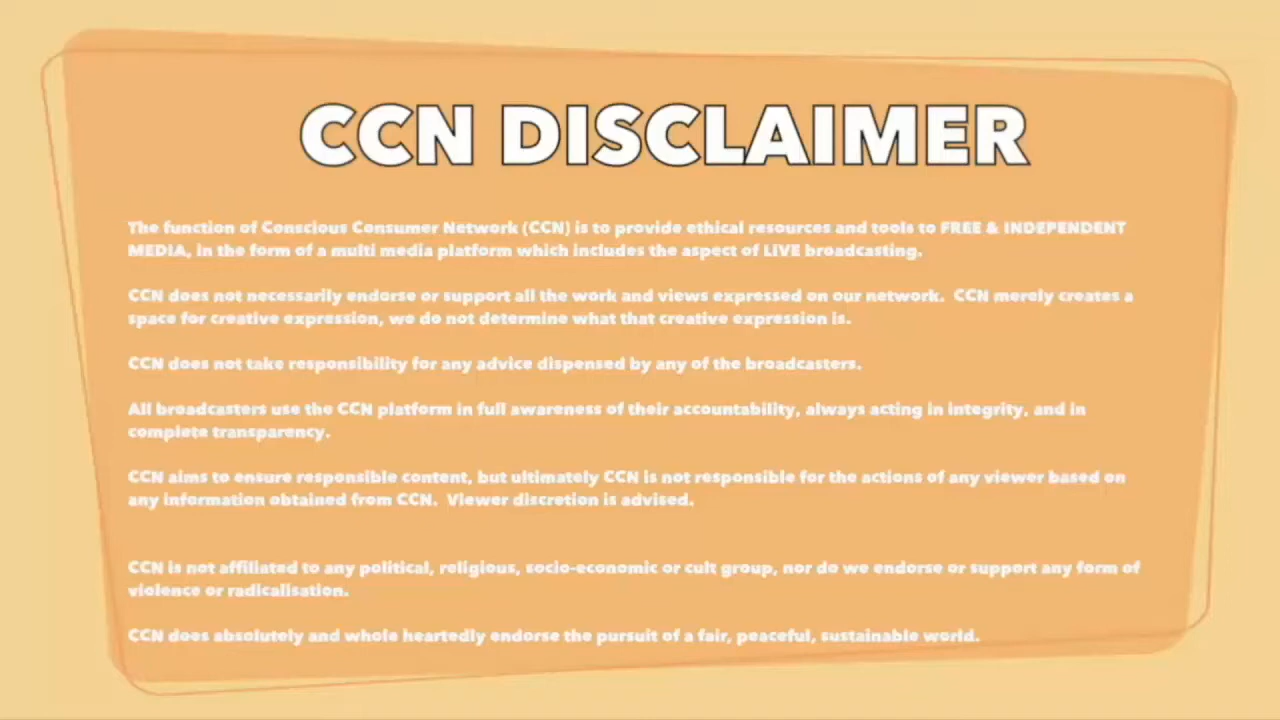 CCN DISCLAIMER
The function of Conscious Consumer Network (CCN) is to provide ethical resources and tools to FREE & INDEPENDENT
MEDIA, in the form of a multi media platform which includes the aspect of LIVE broadcasting.
CCN does not necessarily endorse or support all the work and views expressed on our network.  CCN merely creates a
space for creative expression, we do not determine what that creative expression is.
CCN does not take responsibility for any advice dispensed by any of the broadcasters.
All broadcasters use the CCN platform in full awareness of their accountability, always acting in integrity, and in
complete transparency.
CCN aims to ensure responsible content, but ultimately CCN is not responsible for the actions of any viewer based on
any information obtained from CCN.  Viewer discretion is advised.
CCN is not affiliated to any political, religious, socio-economic or cult group, nor do we endorse or support any form of
violence or radicalisation.
CCN does absolutely and whole heartedly endorse the pursuit of a fair, peaceful, sustainable world.